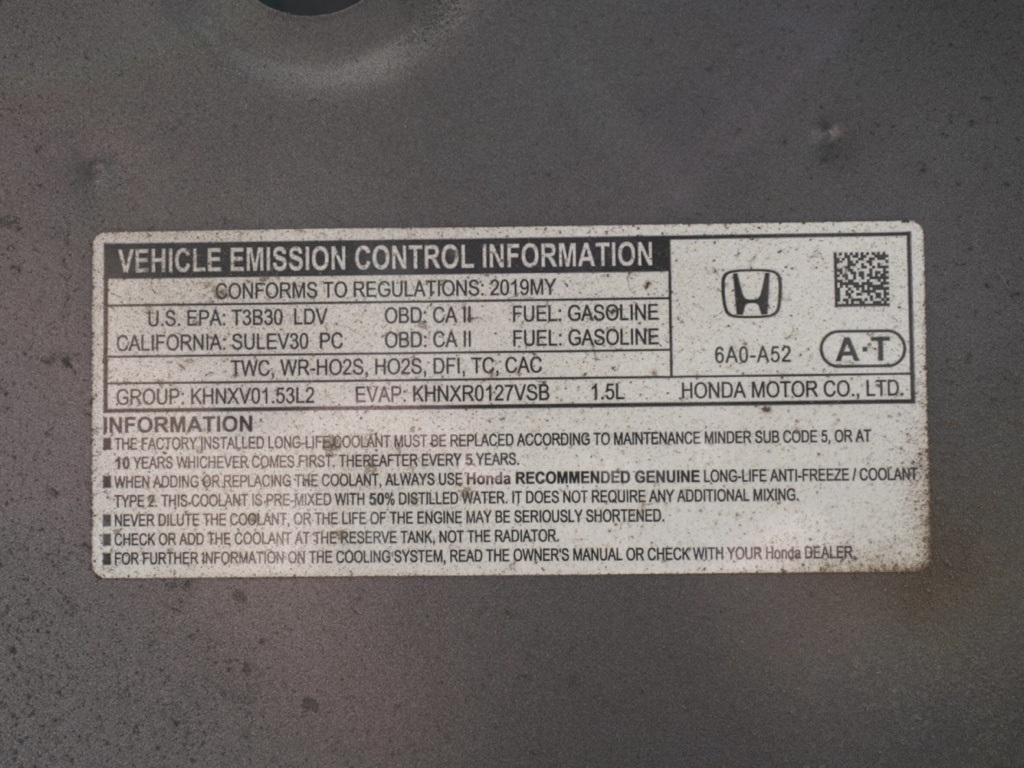 VEHICLE EMISSION CONTROL INFORMATION
CONFORMS TO REGULATIONS: 2019MY
U.S. EPA: T3B30 LDV OBD: CA II FUEL: GASOLINE
CALIFORNIA: SULEV30 PC OBD: CA II FUEL: GASOLINE
TWC, WR-HO2S, HO2S, DFI, TC, CAC
6A0-A52 A·T
GROUP: KHNXV01.53L2 EVAP: KHNXR0127VSB 1.5L HONDA MOTOR CO., LTD.
INFORMATION
■ THE FACTORY INSTALLED LONG-LIFE COOLANT MUST BE REPLACED ACCORDING TO MAINTENANCE MINDER SUB CODE 5, OR AT
10 YEARS WHICHEVER COMES FIRST. THEREAFTER EVERY 5 YEARS.
■ WHEN ADDING OR REPLACING THE COOLANT, ALWAYS USE Honda RECOMMENDED GENUINE LONG-LIFE ANTI-FREEZE / COOLANT
TYPE 2. THIS COOLANT IS PRE-MIXED WITH 50% DISTILLED WATER. IT DOES NOT REQUIRE ANY ADDITIONAL MIXING.
■ NEVER DILUTE THE COOLANT, OR THE LIFE OF THE ENGINE MAY BE SERIOUSLY SHORTENED.
■ CHECK OR ADD THE COOLANT AT THE RESERVE TANK, NOT THE RADIATOR.
■ FOR FURTHER INFORMATION ON THE COOLING SYSTEM, READ THE OWNER'S MANUAL OR CHECK WITH YOUR Honda DEALER.